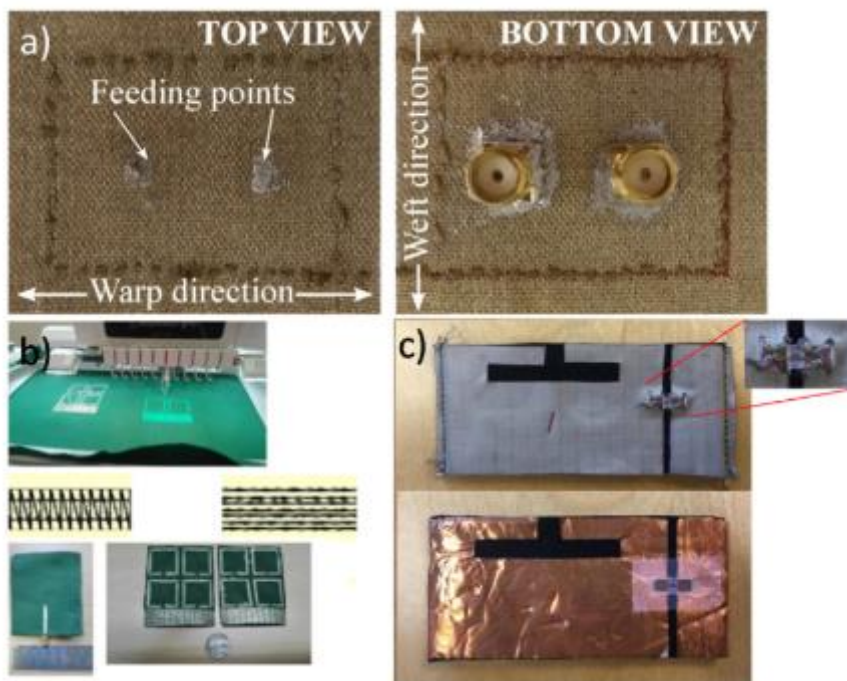 a)
TOP VIEW
Feeding points
Warp direction
BOTTOM VIEW
Weft direction
b)
c)